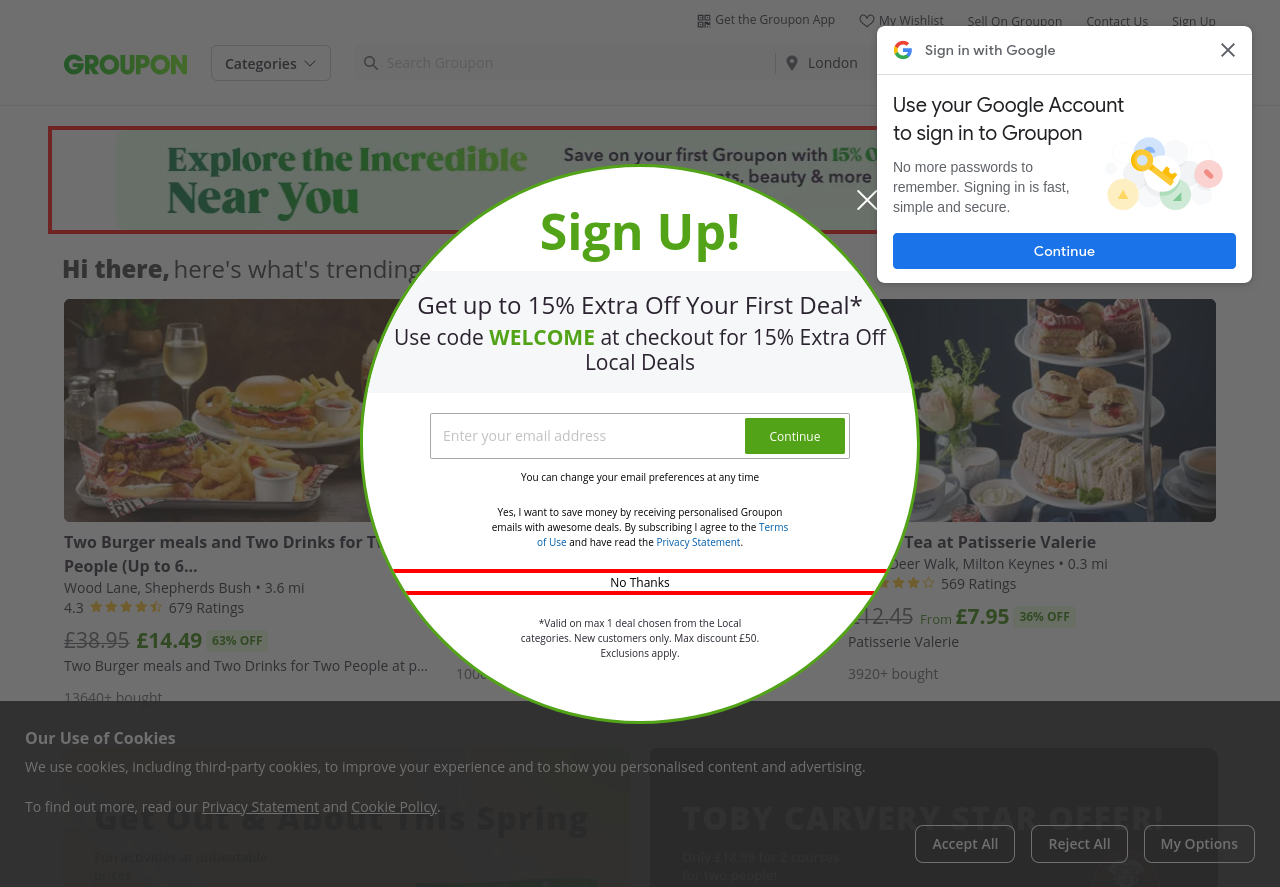 Get the Groupon App
My Wishlist
Sell On Groupon
Contact Us
Sign Up
GROUPON
Categories
Search Groupon
London
Sign in with Google
Use your Google Account
to sign in to Groupon
No more passwords to
remember. Signing in is fast,
simple and secure.
Continue
Explore the Incredible
Near You
Save on your first Groupon with 15% O
& more
Hi there, here's what's trending
Sign Up!
Get up to 15% Extra Off Your First Deal*
Use code WELCOME at checkout for 15% Extra Off
Local Deals
Enter your email address
Continue
You can change your email preferences at any time
Yes, I want to save money by receiving personalised Groupon
emails with awesome deals. By subscribing I agree to the Terms
of Use and have read the Privacy Statement.
No Thanks
*Valid on max 1 deal chosen from the Local
categories. New customers only. Max discount £50.
Exclusions apply.
Two Burger meals and Two Drinks for
People (Up to 6...
Wood Lane, Shepherds Bush • 3.6 mi
4.3 679 Ratings
£38.95 £14.49 63% OFF
Two Burger meals and Two Drinks for Two People at p...
13640+ bought
Tea at Patisserie Valerie
Deer Walk, Milton Keynes • 0.3 mi
569 Ratings
£12.45 From £7.95 36% OFF
Patisserie Valerie
3920+ bought
Our Use of Cookies
We use cookies, including third-party cookies, to improve your experience and to show you personalised content and advertising.
To find out more, read our Privacy Statement and Cookie Policy.
Get Out & About This Spring
Fun activities at unbeatable
prices
TOBY CARVERY STAR OFFER!
Only £18.99 for 2 courses
for two people!
Accept All
Reject All
My Options